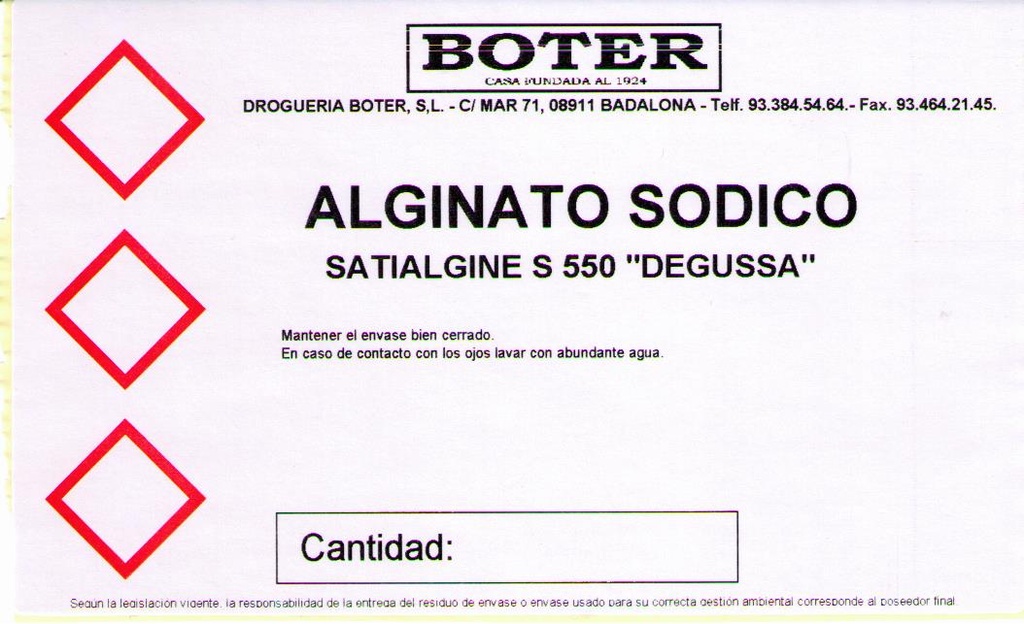 BOTER
CASA FUNDADA AL 1924
DROGUERIA BOTER, S,L. - C/ MAR 71, 08911 BADALONA - Telf. 93.384.54.64.- Fax. 93.464.21.45.
ALGINATO SODICO
SATIALGINE S 550 "DEGUSSA"
Mantener el envase bien cerrado.
En caso de contacto con los ojos lavar con abundante agua.
Cantidad:
Según la legislación vigente, la responsabilidad de la entrega del residuo de envase o envase usado para su correcta gestión ambiental corresponde al poseedor final.